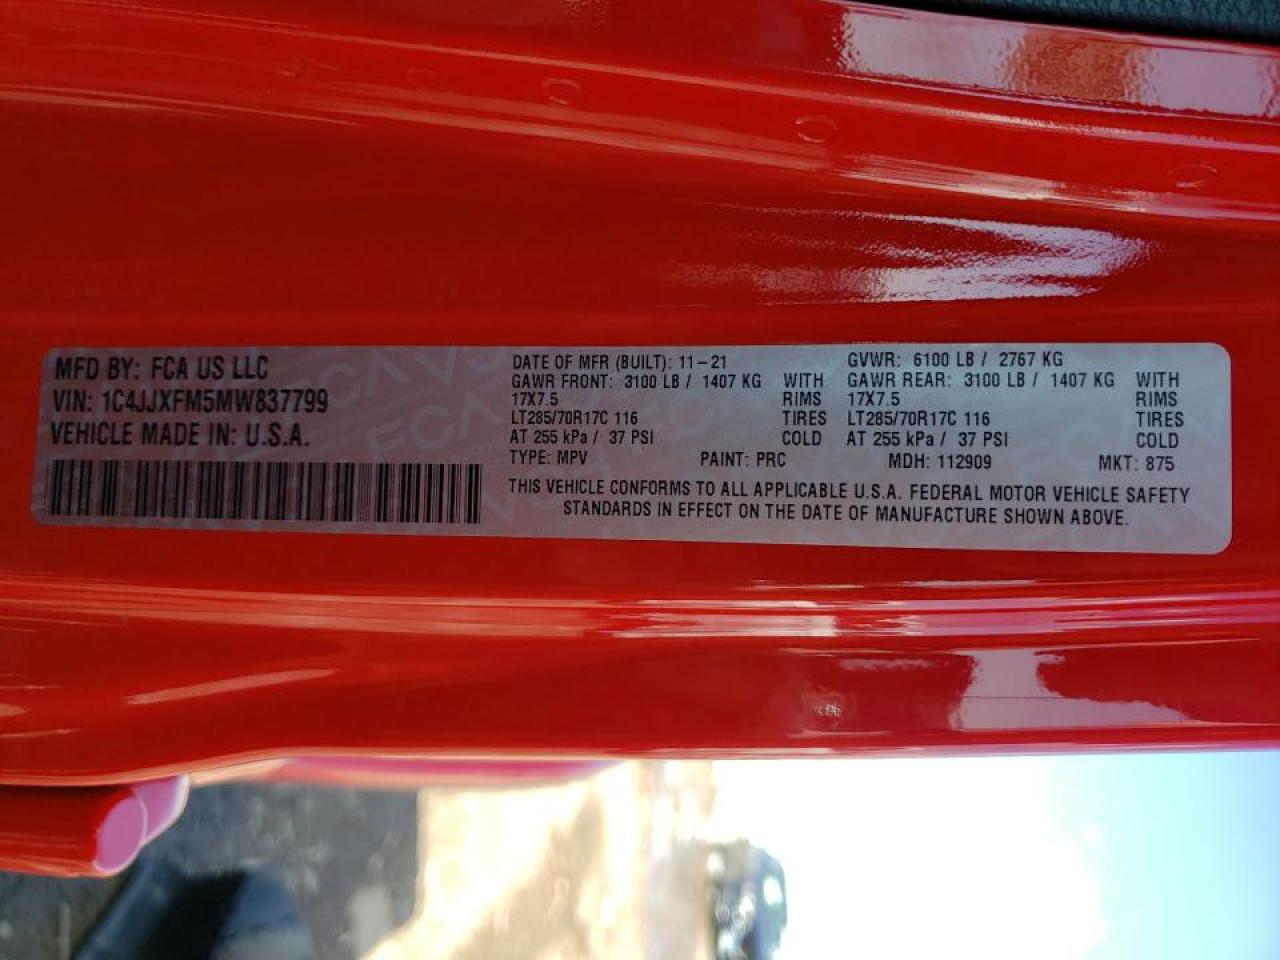 MFD BY: FCA US LLC
VIN: 1C4JJXFM5MW837799
VEHICLE MADE IN: U.S.A.
DATE OF MFR (BUILT): 11-21
GAWR FRONT: 3100 LB / 1407 KG WITH
17X7.5 RIMS
LT285/70R17C 116 TIRES
AT 255 kPa / 37 PSI COLD
GVWR: 6100 LB / 2767 KG
GAWR REAR: 3100 LB / 1407 KG WITH
17X7.5 RIMS
LT285/70R17C 116 TIRES
AT 255 kPa / 37 PSI COLD
TYPE: MPV PAINT: PRC MDH: 112909 MKT: 875
THIS VEHICLE CONFORMS TO ALL APPLICABLE U.S.A. FEDERAL MOTOR VEHICLE SAFETY
STANDARDS IN EFFECT ON THE DATE OF MANUFACTURE SHOWN ABOVE.